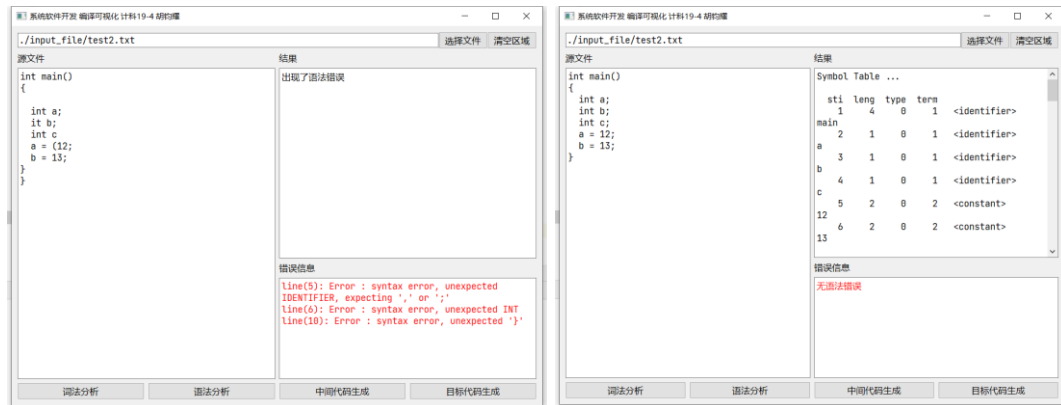 系统软件开发 编译可视化 计科19-4 胡钧耀
./input_file/test2.txt
选择文件 清空区域
源文件
int main()
{
int a;
it b;
int c
a = (12;
b = 13;
}
}
结果
出现了语法错误
错误信息
line(5): Error : syntax error, unexpected
IDENTIFIER, expecting ',' or ';'
line(6): Error : syntax error, unexpected INT
line(10): Error : syntax error, unexpected '}'
词法分析 语法分析 中间代码生成 目标代码生成
系统软件开发 编译可视化 计科19-4 胡钧耀
./input_file/test2.txt
选择文件 清空区域
源文件
int main()
{
int a;
int b;
int c;
a = 12;
b = 13;
}
结果
Symbol Table ...
sti leng type term
1 4 0 1 <identifier>
main
2 1 0 1 <identifier>
a
3 1 0 1 <identifier>
b
4 1 0 1 <identifier>
c
5 2 0 2 <constant>
12
6 2 0 2 <constant>
13
错误信息
无语法错误
词法分析 语法分析 中间代码生成 目标代码生成